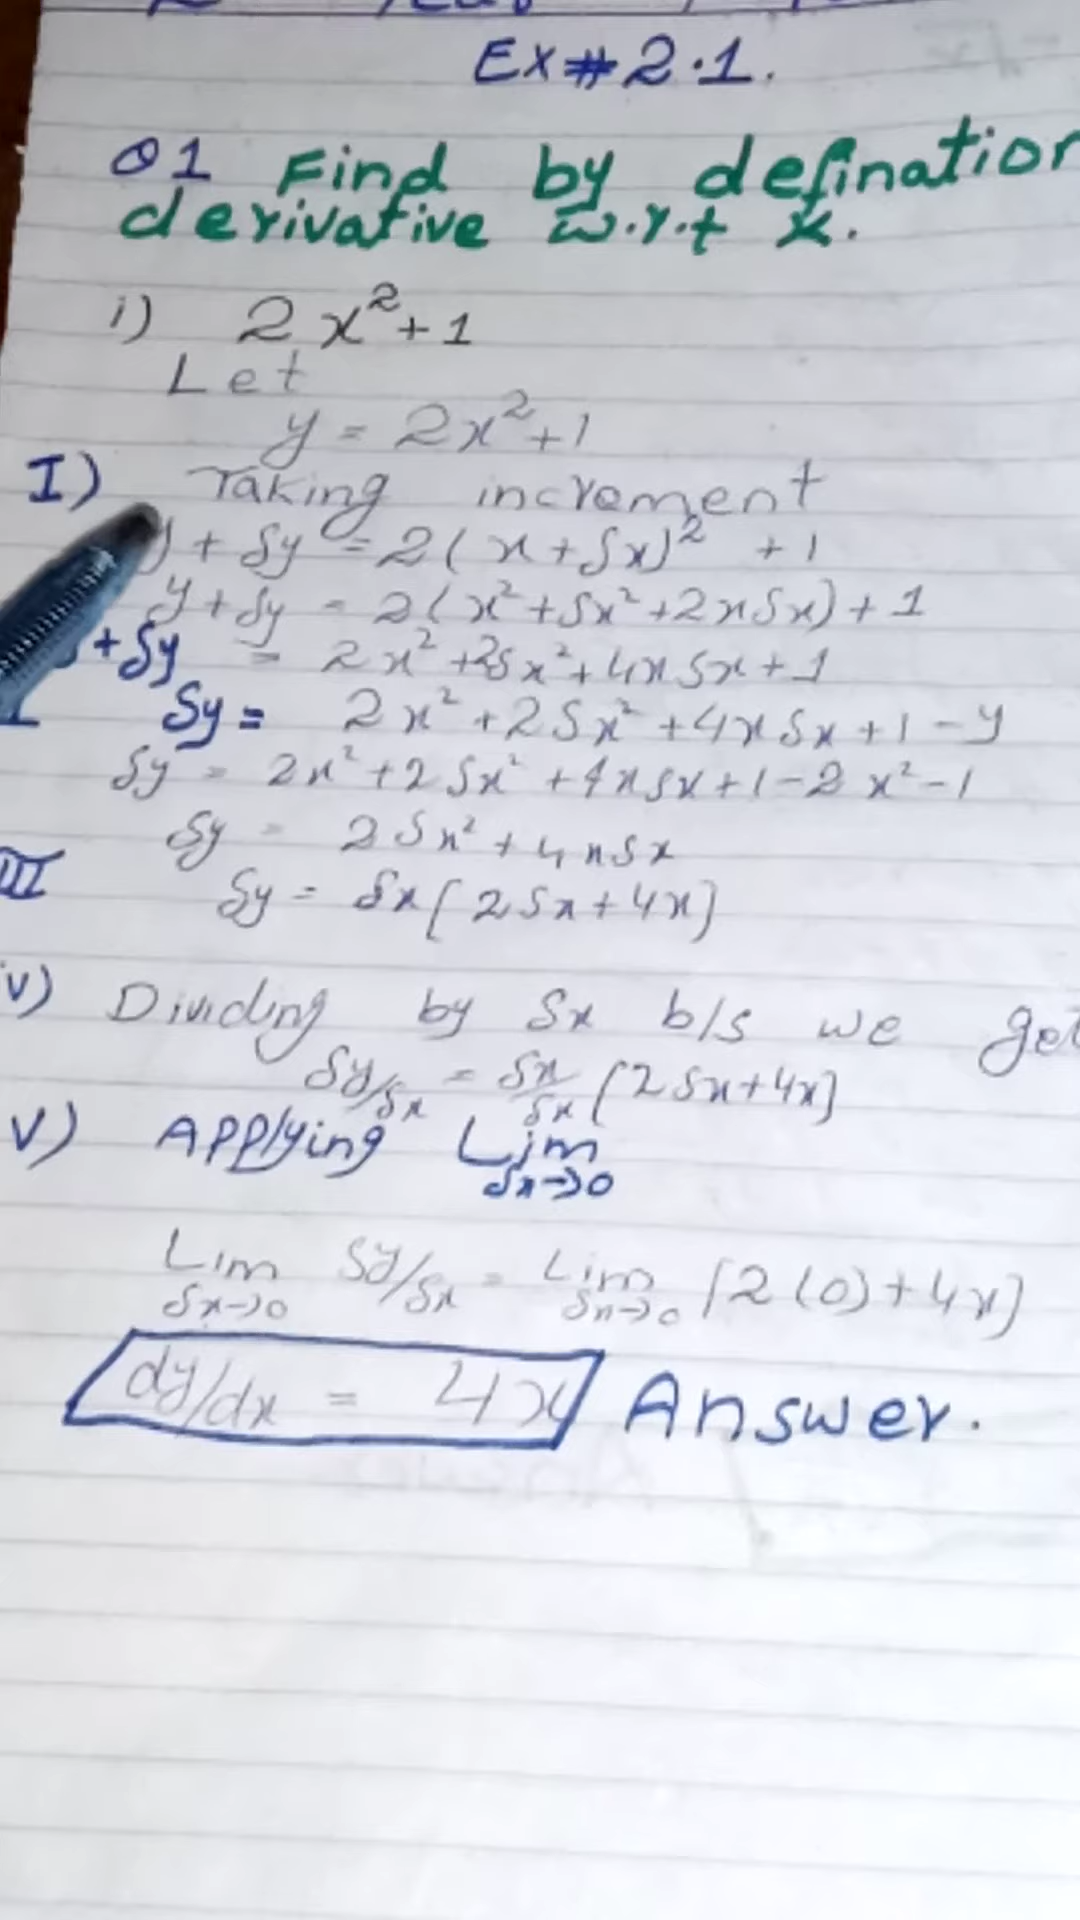 Ex#2.1.
Q1 Find by defination
derivative w.r.t x.
i) 2x²+1
Let
y = 2x²+1
I) Taking increment
y + δy = 2(x+δx)² + 1
y+δy = 2(x²+δx²+2xδx)+1
+δy = 2x²+2δx²+4xδx+1
δy = 2x²+2δx²+4xδx+1-y
δy = 2x²+2δx²+4xδx+1-2x²-1
δy = 2δx²+4xδx
III δy = δx[2δx+4x]
iv) Dividing by δx b/s we get
δy/δx = δx/δx [2δx+4x]
V) Applying Lim δx→0
Lim δx→0 δy/δx = Lim δx→0 [2(0)+4x]
dy/dx = 4x Answer.